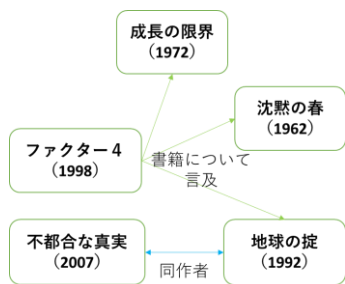 成長の限界
（1972）
沈黙の春
（1962）
ファクター４
（1998）
書籍について
言及
不都合な真実
（2007）
地球の掟
（1992）
同作者